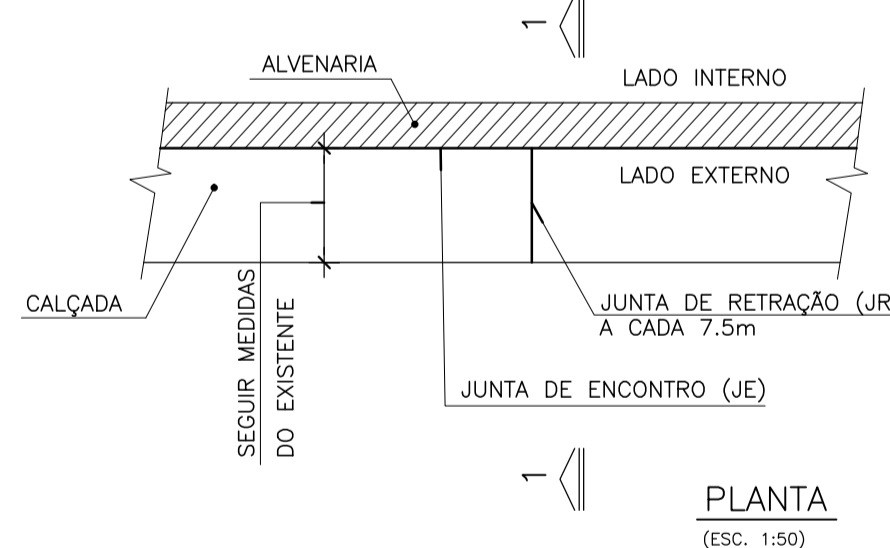 1
ALVENARIA
LADO INTERNO
LADO EXTERNO
CALÇADA
SEGUIR MEDIDAS
DO EXISTENTE
JUNTA DE RETRAÇÃO (JR
A CADA 7.5m
JUNTA DE ENCONTRO (JE)
1
PLANTA
(ESC. 1:50)